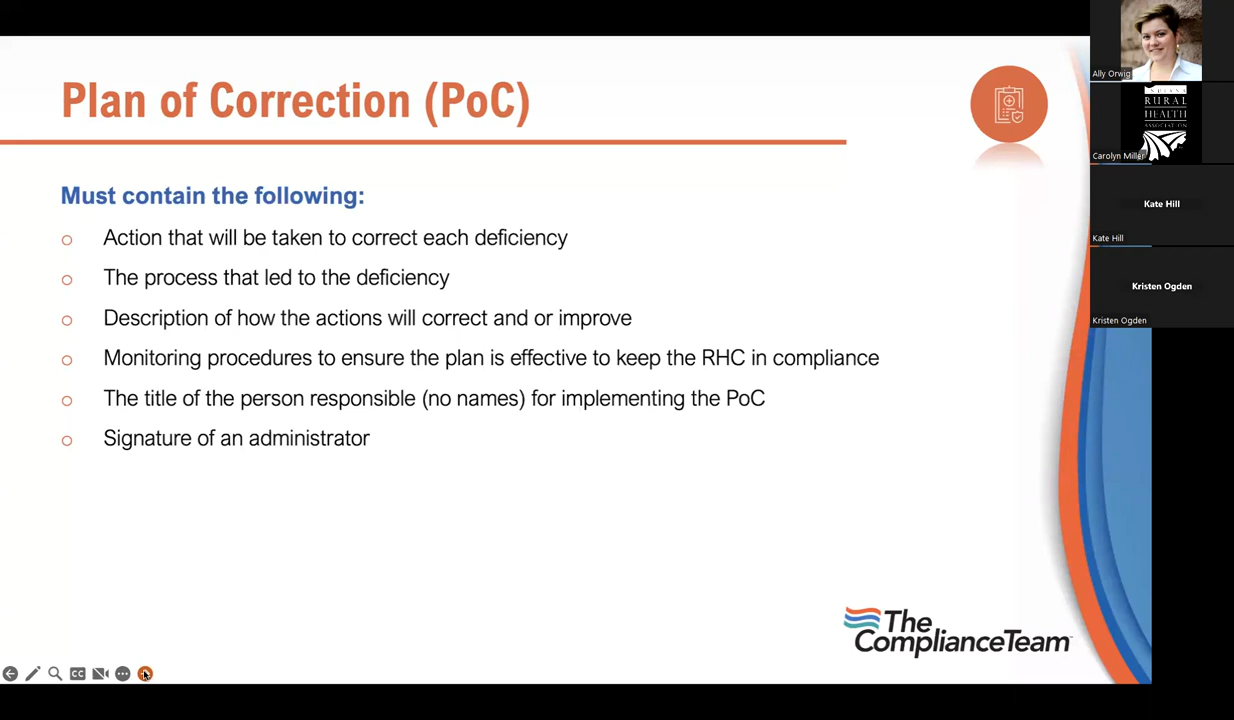 Plan of Correction (PoC)
Must contain the following:
Action that will be taken to correct each deficiency
The process that led to the deficiency
Description of how the actions will correct and or improve
Monitoring procedures to ensure the plan is effective to keep the RHC in compliance
The title of the person responsible (no names) for implementing the PoC
Signature of an administrator
The
ComplianceTeam
CC
Ally Orwig
INDIANA
RURAL
HEALTH
ASSOCIATION
Carolyn Miller
Kate Hill
Kate Hill
Kristen Ogden
Kristen Ogden